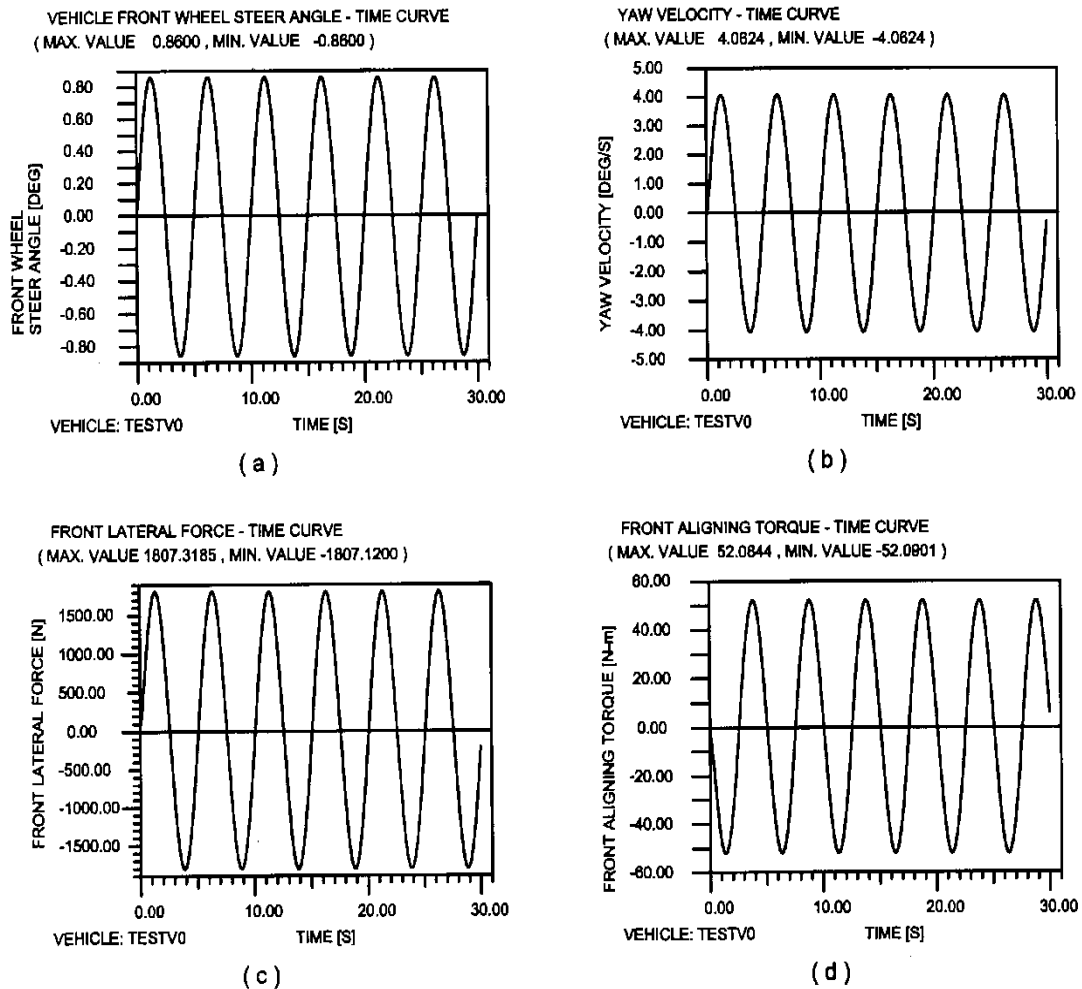 VEHICLE FRONT WHEEL STEER ANGLE - TIME CURVE
( MAX. VALUE 0.8600 , MIN. VALUE -0.8600 )
0.80
0.60
0.40
0.20
0.00
-0.20
-0.40
-0.60
-0.80
FRONT WHEEL
STEER ANGLE [DEG]
0.00 10.00 20.00 30.00
VEHICLE: TESTV0 TIME [S]
( a )
YAW VELOCITY - TIME CURVE
( MAX. VALUE 4.0624 , MIN. VALUE -4.0624 )
5.00
4.00
3.00
2.00
1.00
0.00
-1.00
-2.00
-3.00
-4.00
-5.00
YAW VELOCITY [DEG/S]
0.00 10.00 20.00 30.00
VEHICLE: TESTV0 TIME [S]
( b )
FRONT LATERAL FORCE - TIME CURVE
( MAX. VALUE 1807.3185 , MIN. VALUE -1807.1200 )
1500.00
1000.00
500.00
0.00
-500.00
-1000.00
-1500.00
FRONT LATERAL FORCE [N]
0.00 10.00 20.00 30.00
VEHICLE: TESTV0 TIME [S]
( c )
FRONT ALIGNING TORQUE - TIME CURVE
( MAX. VALUE 52.0844 , MIN. VALUE -52.0901 )
60.00
40.00
20.00
0.00
-20.00
-40.00
-60.00
FRONT ALIGNING TORQUE [N-m]
0.00 10.00 20.00 30.00
VEHICLE: TESTV0 TIME [S]
( d )